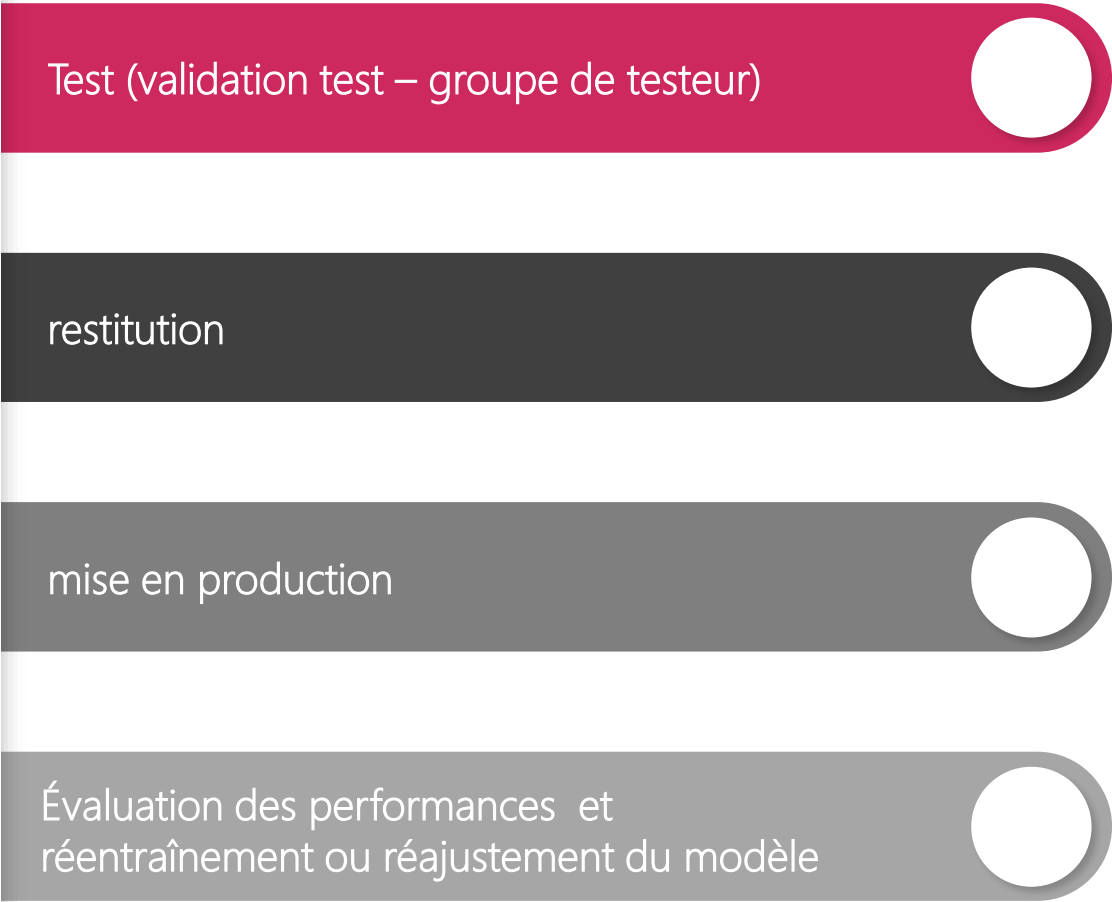 Test (validation test – groupe de testeur)
restitution
mise en production
Évaluation des performances  et
réentraînement ou réajustement du modèle